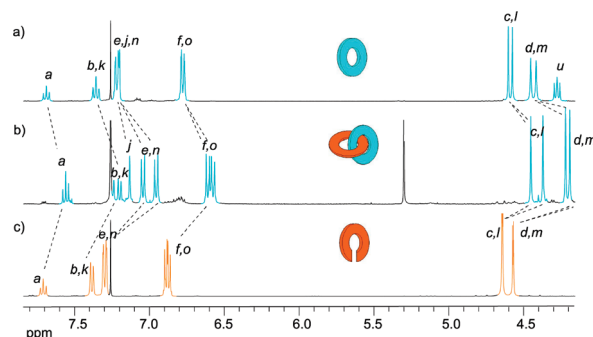 a)
a
b,k
e,j,n
f,o
c,l
d,m
u
b)
a
b,k
j
e,n
f,o
c,l
d,m
c)
a
b,k
e,n
f,o
c,l
d,m
7.5 7.0 6.5 6.0 5.5 5.0 4.5
ppm